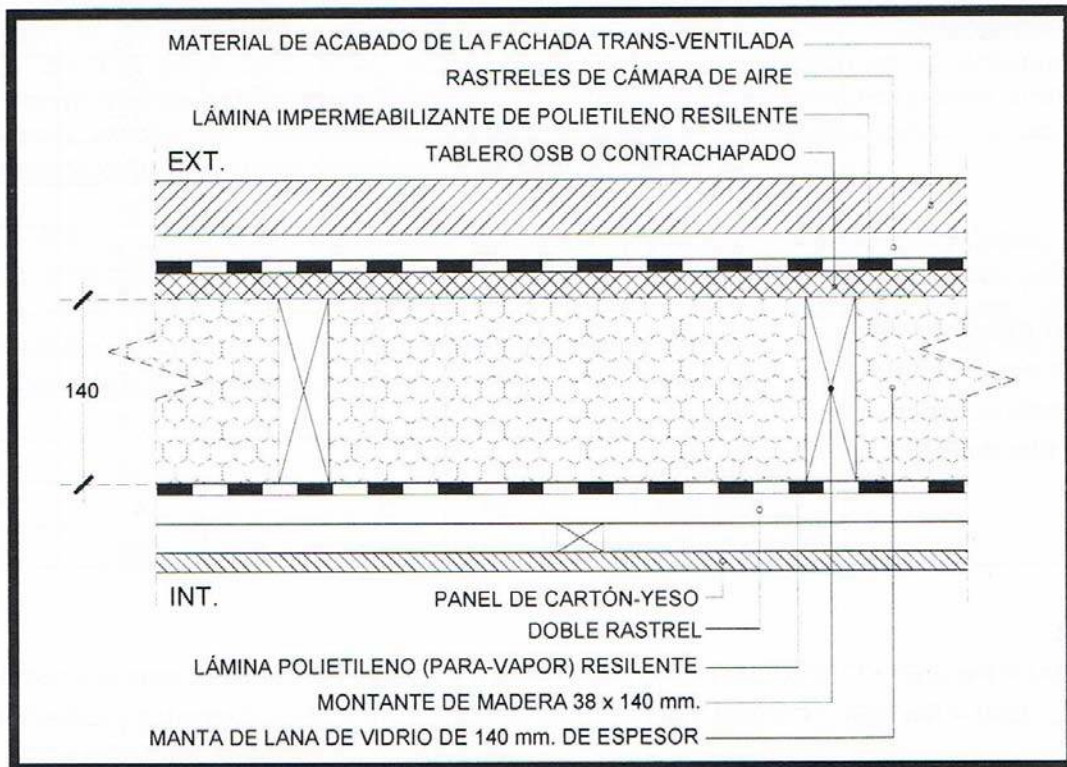 MATERIAL DE ACABADO DE LA FACHADA TRANS-VENTILADA
RASTRELES DE CÁMARA DE AIRE
LÁMINA IMPERMEABILIZANTE DE POLIETILENO RESILENTE
TABLERO OSB O CONTRACHAPADO
EXT.
140
INT.
PANEL DE CARTÓN-YESO
DOBLE RASTREL
LÁMINA POLIETILENO (PARA-VAPOR) RESILENTE
MONTANTE DE MADERA 38 x 140 mm.
MANTA DE LANA DE VIDRIO DE 140 mm. DE ESPESOR